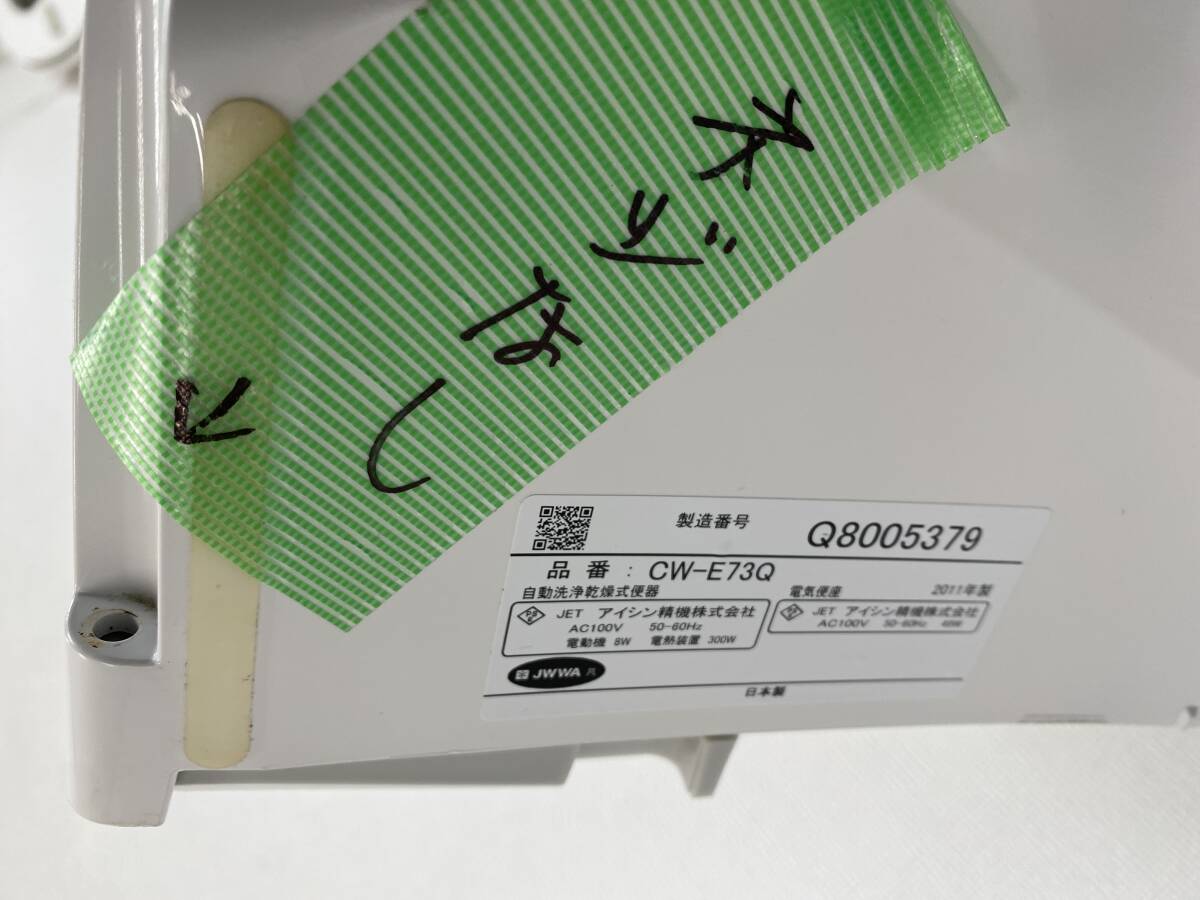 ネジなし
製造番号 Q8005379
品 番 : CW-E73Q
自動洗浄乾燥式便器
電気便座 2011年製
JET アイシン精機株式会社
AC100V 50-60Hz
電動機 8W 電熱装置 300W
JET アイシン精機株式会社
AC100V 50-60Hz 48W
JWWA
日本製